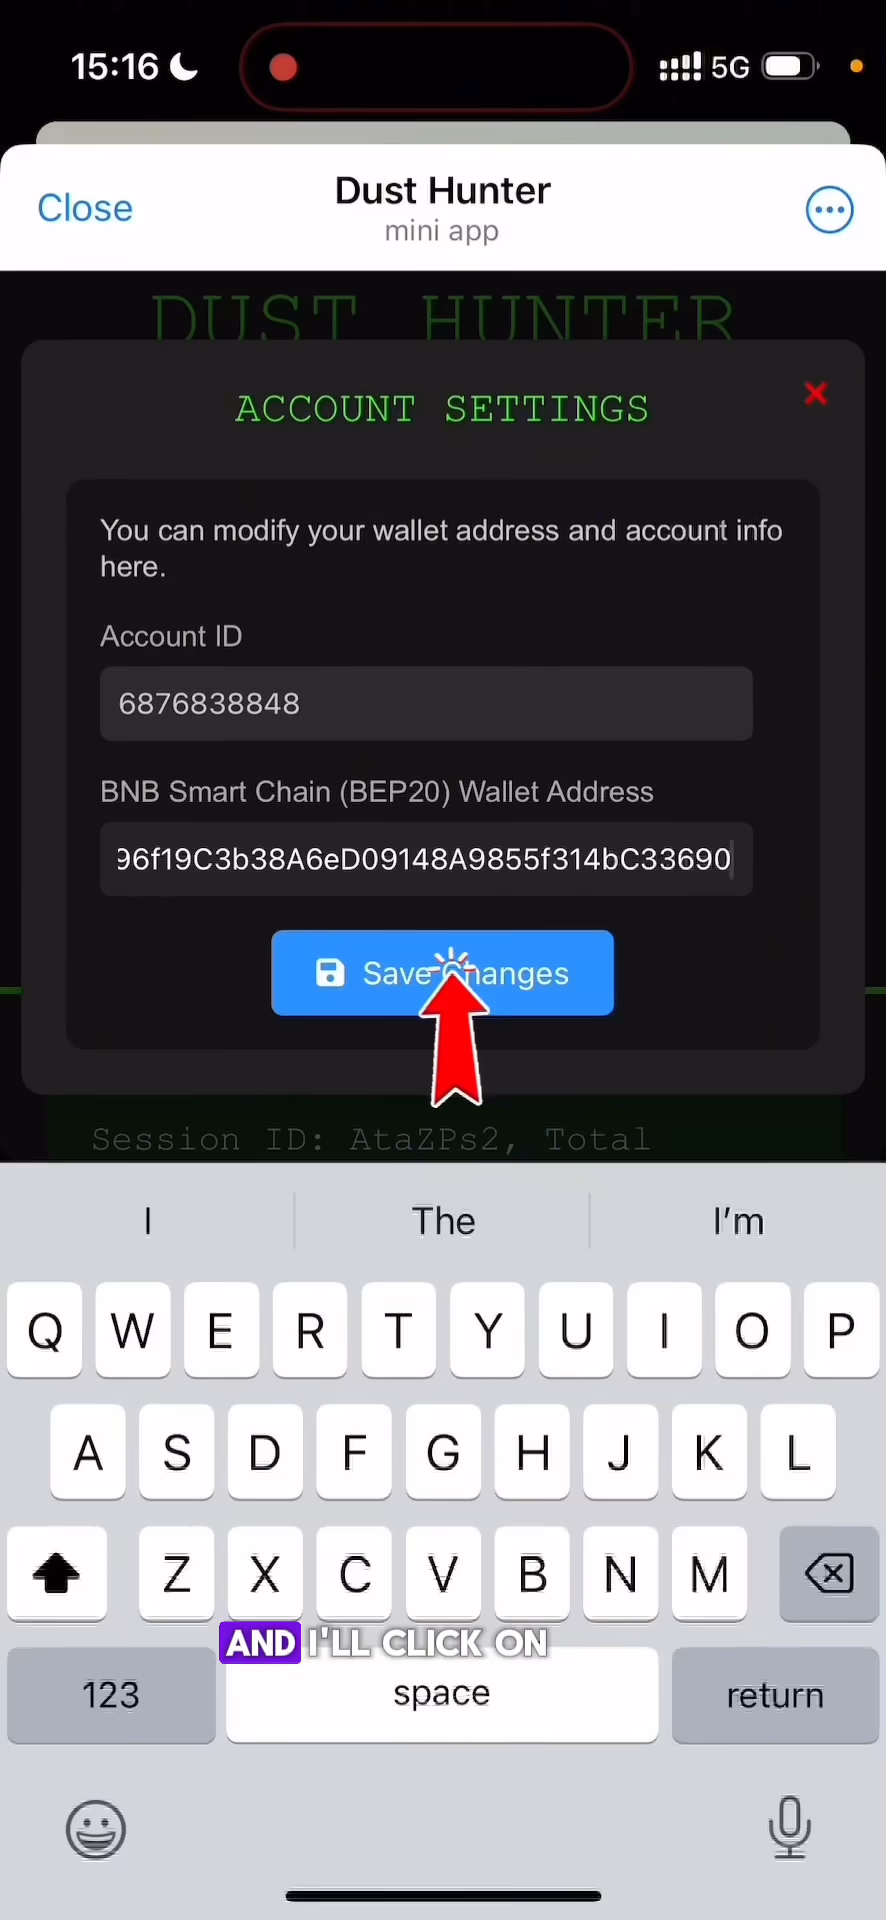 15:16
5G
Close
Dust Hunter
mini app
DUST HUNTER
ACCOUNT SETTINGS
You can modify your wallet address and account info
here.
Account ID
6876838848
BNB Smart Chain (BEP20) Wallet Address
96f19C3b38A6eD09148A9855f314bC33690
Save Changes
Session ID: AtaZPs2, Total
I The I'm
Q W E R T Y U I O P
A S D F G H J K L
Z X C V B N M
AND I'LL CLICK ON
123 space return